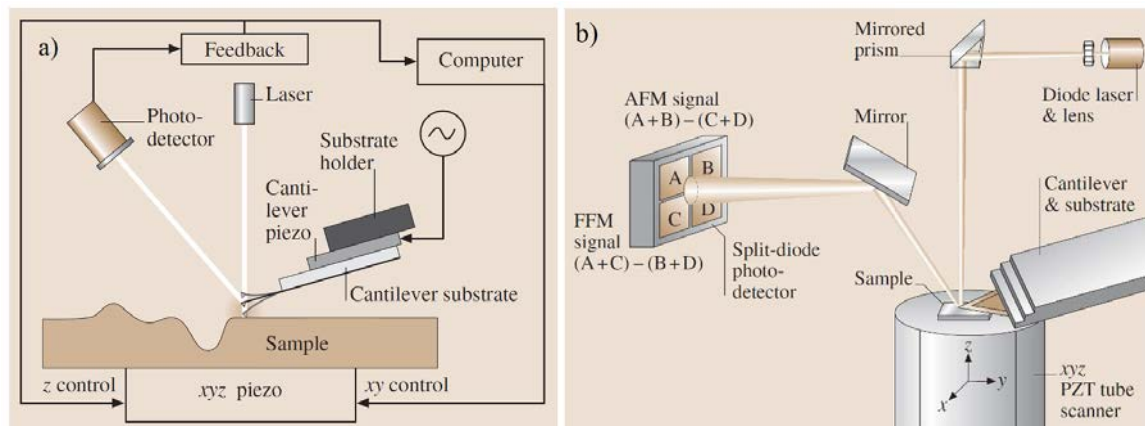 a)
Feedback
Computer
Laser
Photo-
detector
Substrate
holder
Canti-
lever
piezo
Cantilever substrate
Sample
z control
xyz piezo
xy control
b)
Mirrored
prism
Diode laser
& lens
AFM signal
(A+B)–(C+D)
Mirror
A
B
C
D
Cantilever
& substrate
FFM
signal
(A+C)–(B+D)
Split-diode
photo-
detector
Sample
z
y
x
xyz
PZT tube
scanner